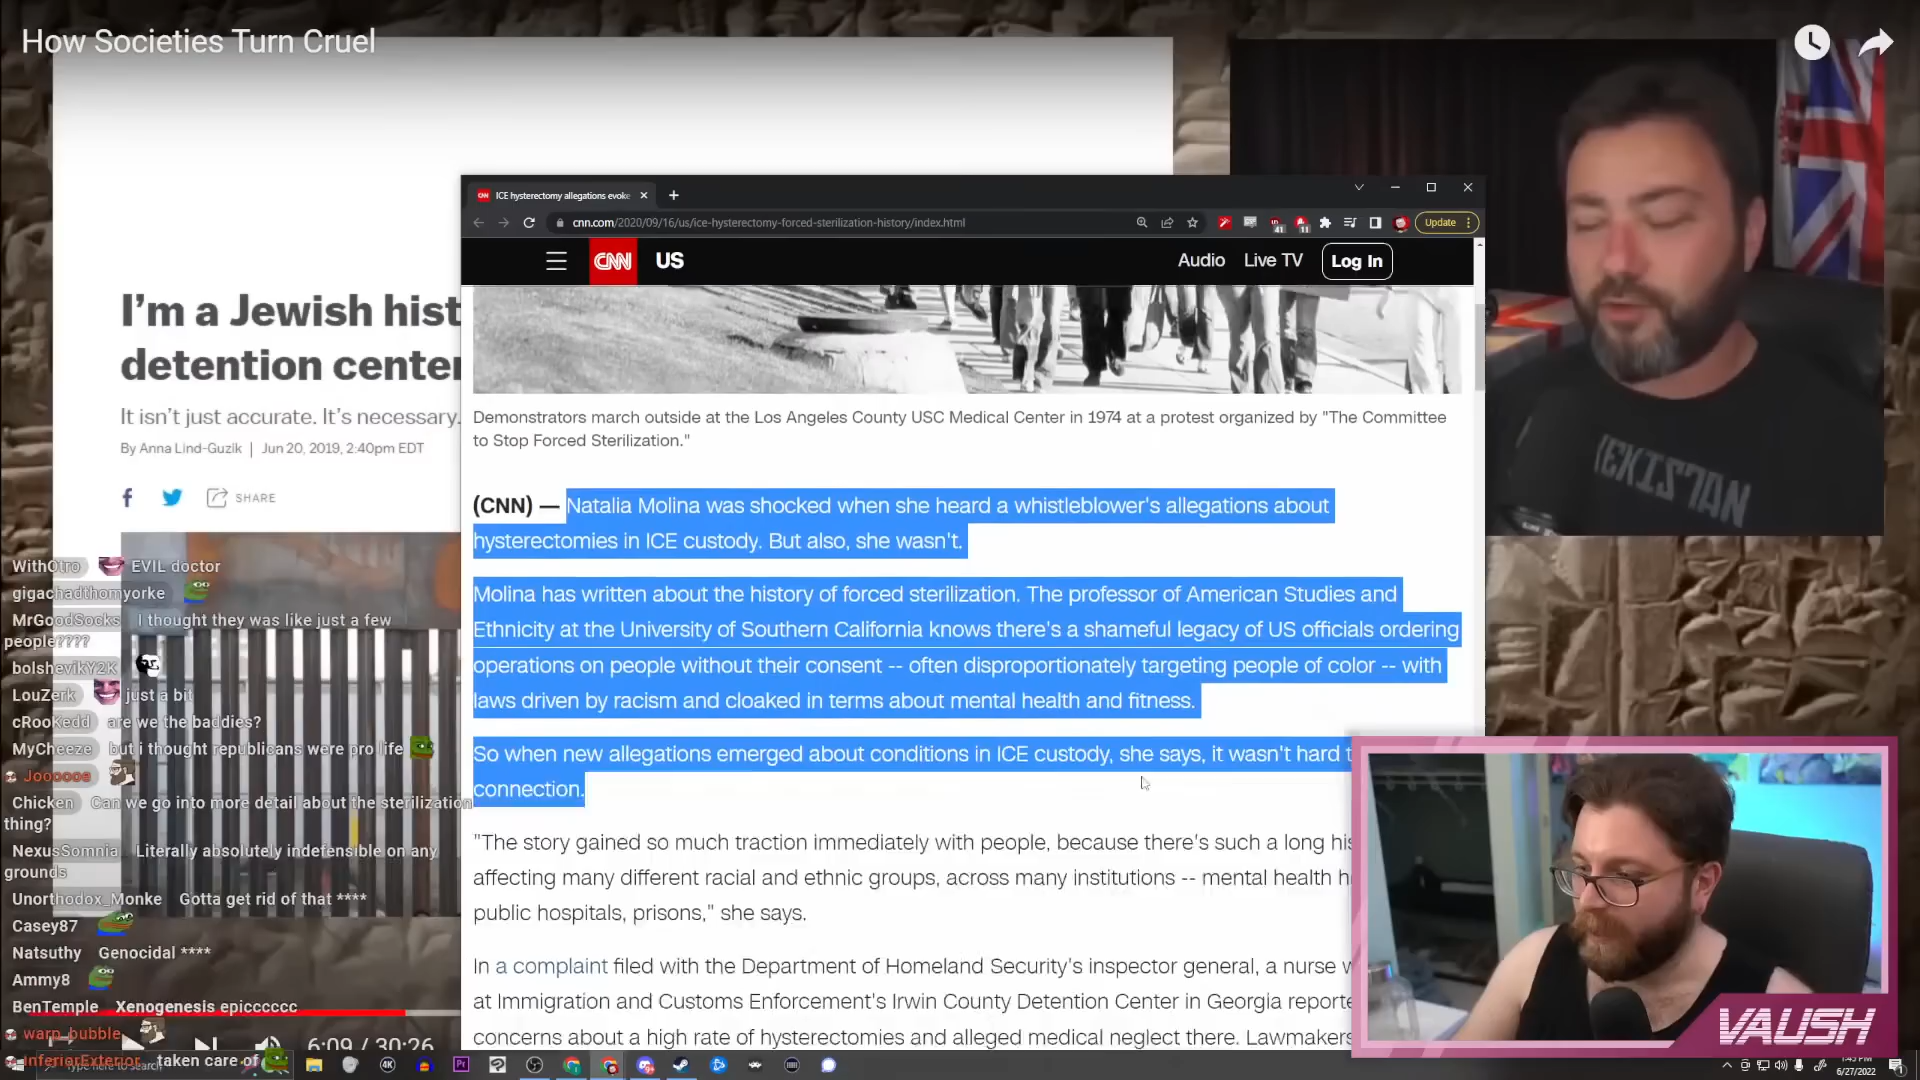 How Societies Turn Cruel
I'm a Jewish hist
detention center
It isn't just accurate. It's necessary.
By Anna Lind-Guzik | Jun 20, 2019, 2:40pm EDT
SHARE
ICE hysterectomy allegations evoke
cnn.com/2020/09/16/us/ice-hysterectomy-forced-sterilization-history/index.html
41
11
Update
CNN
US
Audio
Live TV
Log In
Demonstrators march outside at the Los Angeles County USC Medical Center in 1974 at a protest organized by "The Committee
to Stop Forced Sterilization."
(CNN) — Natalia Molina was shocked when she heard a whistleblower's allegations about
hysterectomies in ICE custody. But also, she wasn't.
Molina has written about the history of forced sterilization. The professor of American Studies and
Ethnicity at the University of Southern California knows there's a shameful legacy of US officials ordering
operations on people without their consent -- often disproportionately targeting people of color -- with
laws driven by racism and cloaked in terms about mental health and fitness.
So when new allegations emerged about conditions in ICE custody, she says, it wasn't hard t
connection.
"The story gained so much traction immediately with people, because there's such a long his
affecting many different racial and ethnic groups, across many institutions -- mental health h
public hospitals, prisons," she says.
In a complaint filed with the Department of Homeland Security's inspector general, a nurse w
at Immigration and Customs Enforcement's Irwin County Detention Center in Georgia reporte
concerns about a high rate of hysterectomies and alleged medical neglect there. Lawmakers
WithOtro EVIL doctor
gigachadthomyorke
MrGoodSocks I thought they was like just a few
people????
bolshevikY2K
LouZerk just a bit
cRooKedd are we the baddies?
MyCheeze but i thought republicans were pro life
Joooooe
Chicken Can we go into more detail about the sterilization
thing?
NexusSomnia Literally absolutely indefensible on any
grounds
Unorthodox_Monke Gotta get rid of that ****
Casey87
Natsuthy Genocidal ****
Ammy8
BenTemple Xenogenesis epicccccc
warp_bubble
InferiorExterior taken care of
6:09 / 30:26
Type here to search
4K
Pr
VAUSH
1:45 PM
6/27/2022